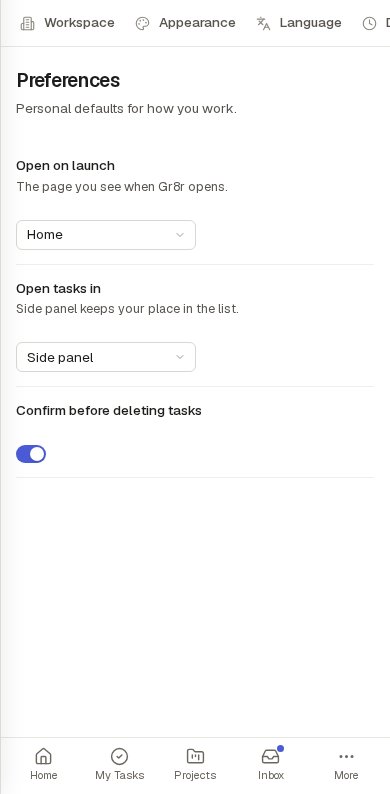 Workspace Appearance Language
Preferences
Personal defaults for how you work.
Open on launch
The page you see when Gr8r opens.
Home
Open tasks in
Side panel keeps your place in the list.
Side panel
Confirm before deleting tasks
Home My Tasks Projects Inbox More